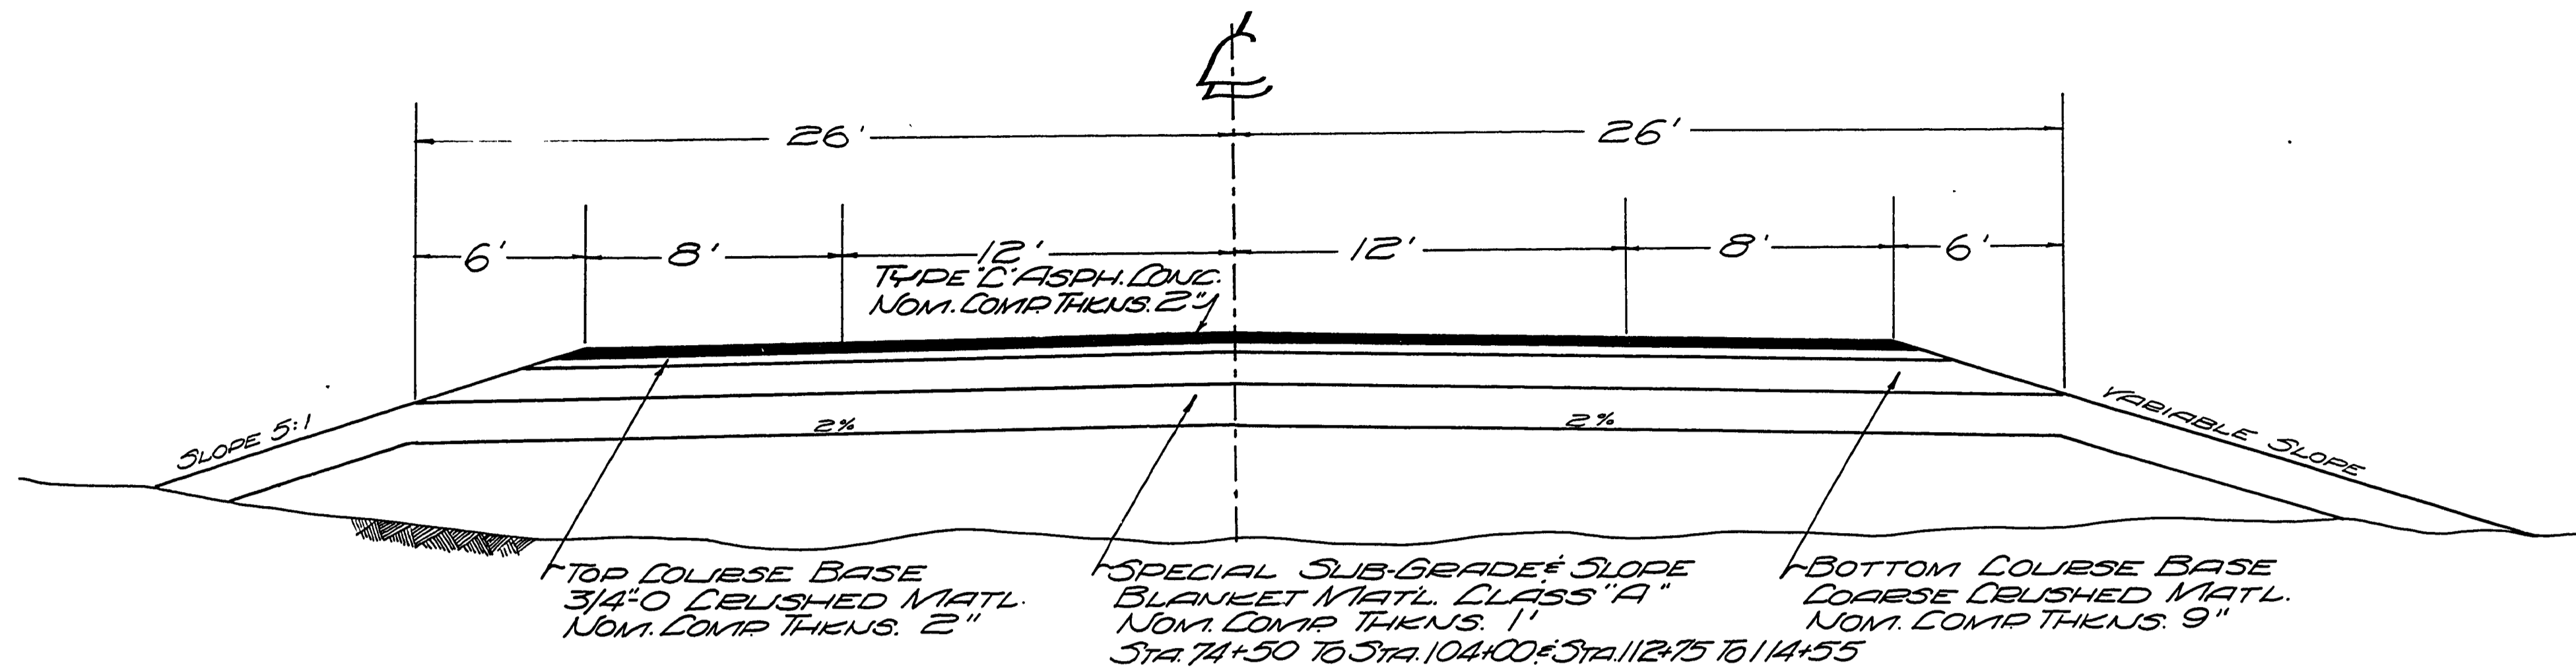 ℄
26' 26'
6' 8' 12' 12' 8' 6'
TYPE "C" ASPH. CONC.
NOM. COMP. THKNS. 2"
SLOPE 5:1
2% 2%
VARIABLE SLOPE
TOP COURSE BASE
3/4"-0 CRUSHED MATL.
NOM. COMP. THKNS. 2"
SPECIAL SUB-GRADE & SLOPE
BLANKET MAT'L. CLASS "A"
NOM. COMP. THKNS. 1'
STA. 74+50 TO STA. 104+00 & STA. 112+75 TO 114+55
BOTTOM COURSE BASE
COARSE CRUSHED MATL.
NOM. COMP. THKNS. 9"